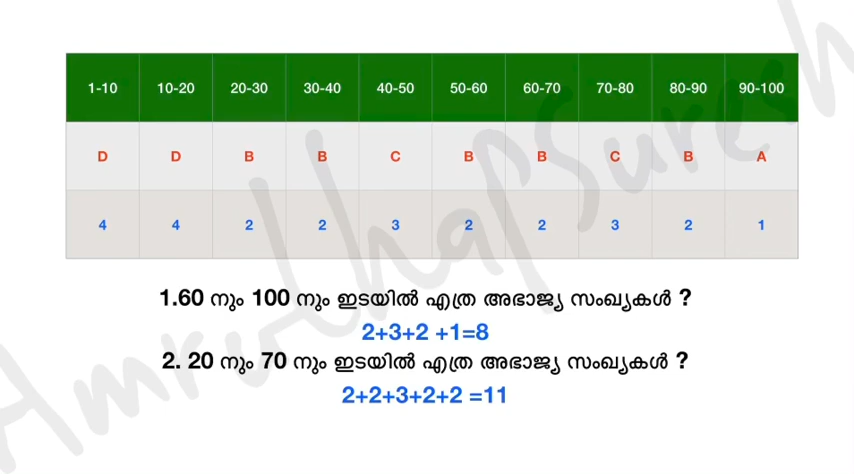 1-10 10-20 20-30 30-40 40-50 50-60 60-70 70-80 80-90 90-100
D D B B C B B C B A
4 4 2 2 3 2 2 3 2 1
1.60 നും 100 നും ഇടയിൽ എത്ര അഭാജ്യ സംഖ്യകൾ ?
2+3+2 +1=8
2. 20 നും 70 നും ഇടയിൽ എത്ര അഭാജ്യ സംഖ്യകൾ ?
2+2+3+2+2 =11
Amruthap Suresh